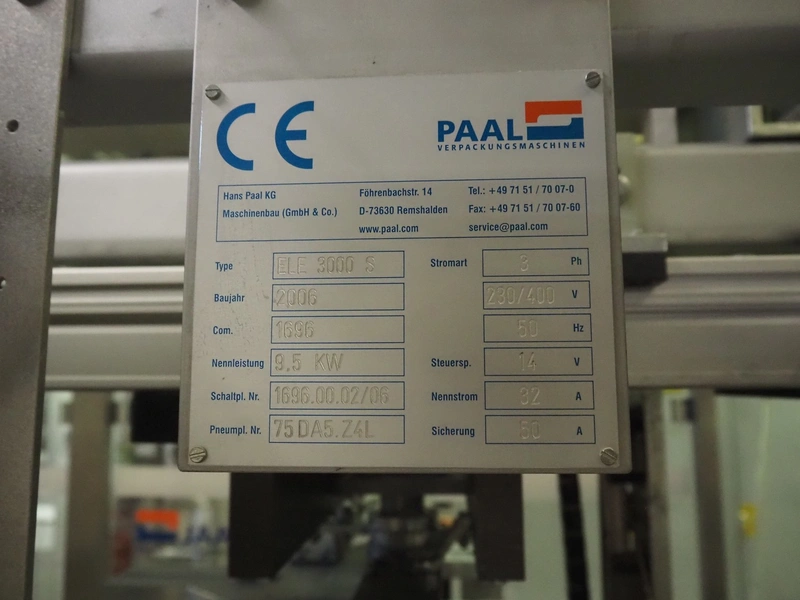 CE
PAAL
VERPACKUNGSMASCHINEN
Hans Paal KG
Maschinenbau (GmbH & Co.)
Föhrenbachstr. 14
D-73630 Remshalden
www.paal.com
Tel.: +49 71 51 / 70 07-0
Fax: +49 71 51 / 70 07-60
service@paal.com
Type ELE 3000 S
Baujahr 2006
Com. 1696
Nennleistung 9.5 KW
Schaltpl. Nr. 1696.00.02/06
Pneumpl. Nr. 75DA5.Z4L
Stromart 3 Ph
230/400 V
50 Hz
Steuersp. 14 V
Nennstrom 32 A
Sicherung 50 A